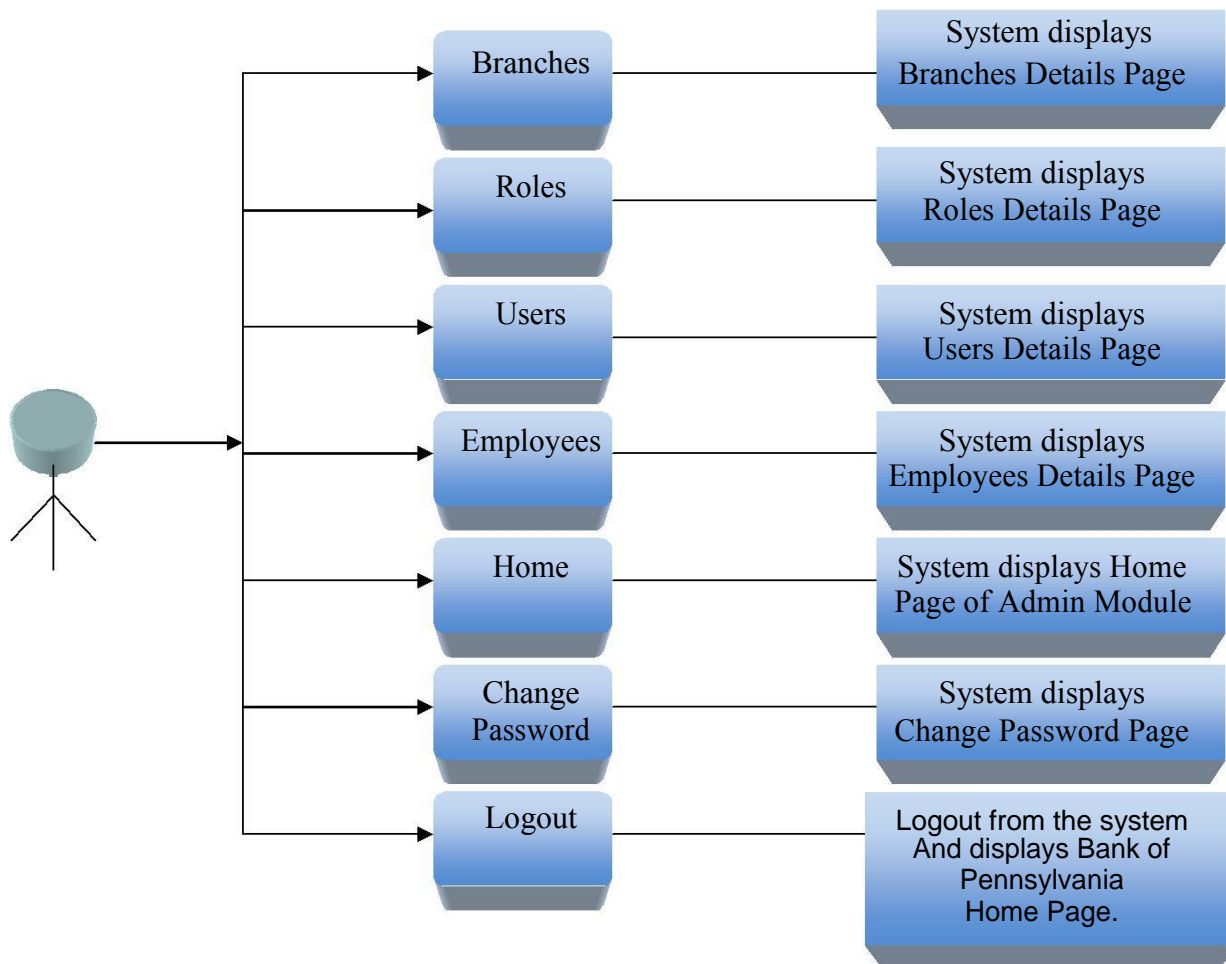 Branches
System displays
Branches Details Page
Roles
System displays
Roles Details Page
Users
System displays
Users Details Page
Employees
System displays
Employees Details Page
Home
System displays Home
Page of Admin Module
Change
Password
System displays
Change Password Page
Logout
Logout from the system
And displays Bank of
Pennsylvania
Home Page.